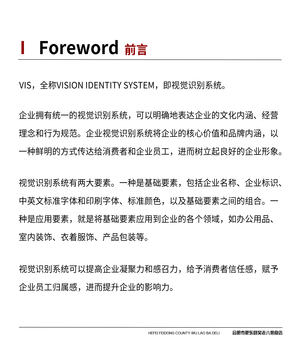 Foreword 前言
VIS，全称VISION IDENTITY SYSTEM，即视觉识别系统。
企业拥有统一的视觉识别系统，可以明确地表达企业的文化内涵、经营
理念和行为规范。企业视觉识别系统将企业的核心价值和品牌内涵，以
一种鲜明的方式传达给消费者和企业员工，进而树立起良好的企业形象。
视觉识别系统有两大要素。一种是基础要素，包括企业名称、企业标识、
中英文标准字体和印刷字体、标准颜色，以及基础要素之间的组合。一
种是应用要素，就是将基础要素应用到企业的各个领域，如办公用品、
室内装饰、衣着服饰、产品包装等。
视觉识别系统可以提高企业凝聚力和感召力，给予消费者信任感，赋予
企业员工归属感，进而提升企业的影响力。
HEFEI FEIDONG COUNTY WU LAO BA DELI